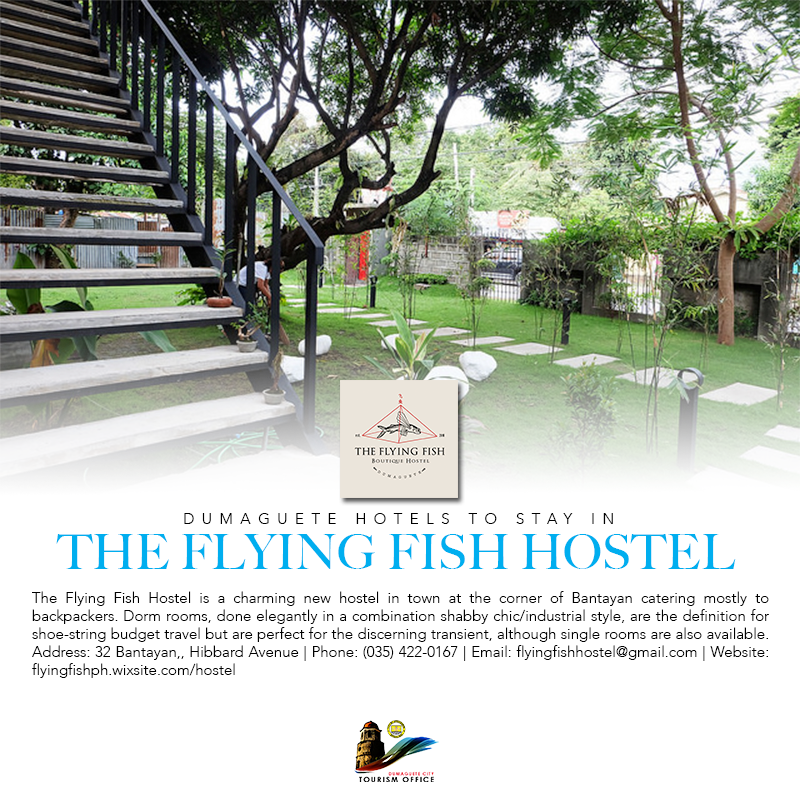 THE FLYING FISH
BOUTIQUE HOSTEL
DUMAGUETE
DUMAGUETE HOTELS TO STAY IN
THE FLYING FISH HOSTEL
The Flying Fish Hostel is a charming new hostel in town at the corner of Bantayan catering mostly to
backpackers. Dorm rooms, done elegantly in a combination shabby chic/industrial style, are the definition for
shoe-string budget travel but are perfect for the discerning transient, although single rooms are also available.
Address: 32 Bantayan,, Hibbard Avenue | Phone: (035) 422-0167 | Email: flyingfishhostel@gmail.com | Website:
flyingfishph.wixsite.com/hostel
DUMAGUETE CITY
TOURISM OFFICE